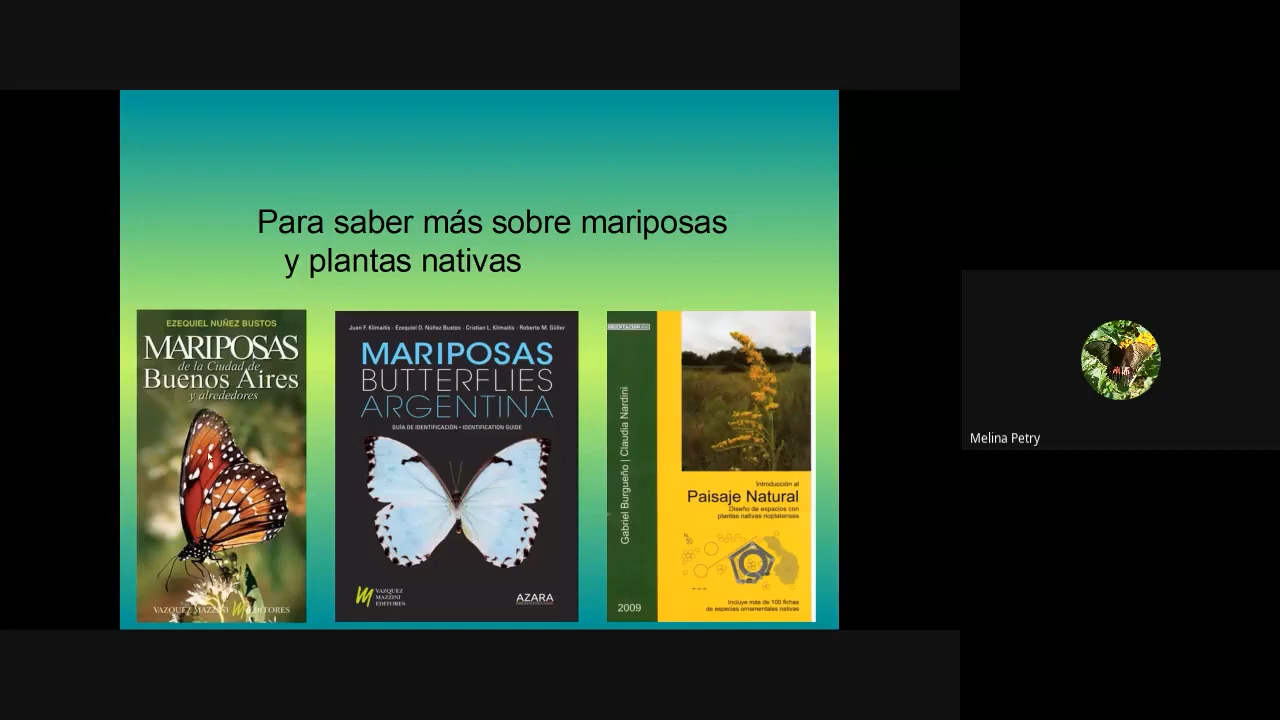 Para saber más sobre mariposas
y plantas nativas
EZEQUIEL NUÑEZ BUSTOS
MARIPOSAS
de la Ciudad de
Buenos Aires
y alrededores
VAZQUEZ MAZZINI EDITORES
Juan F. Klimaitis · Ezequiel D. Núñez Bustos · Cristian L. Klimaitis · Roberto M. Güller
MARIPOSAS
BUTTERFLIES
ARGENTINA
GUÍA DE IDENTIFICACIÓN • IDENTIFICATION GUIDE
VAZQUEZ
MAZZINI
EDITORES
AZARA
Gabriel Burgueño | Claudia Nardini
2009
Introducción al
Paisaje Natural
Diseño de espacios con
plantas nativas rioplatenses
Incluye más de 100 fichas
de especies ornamentales nativas
Melina Petry